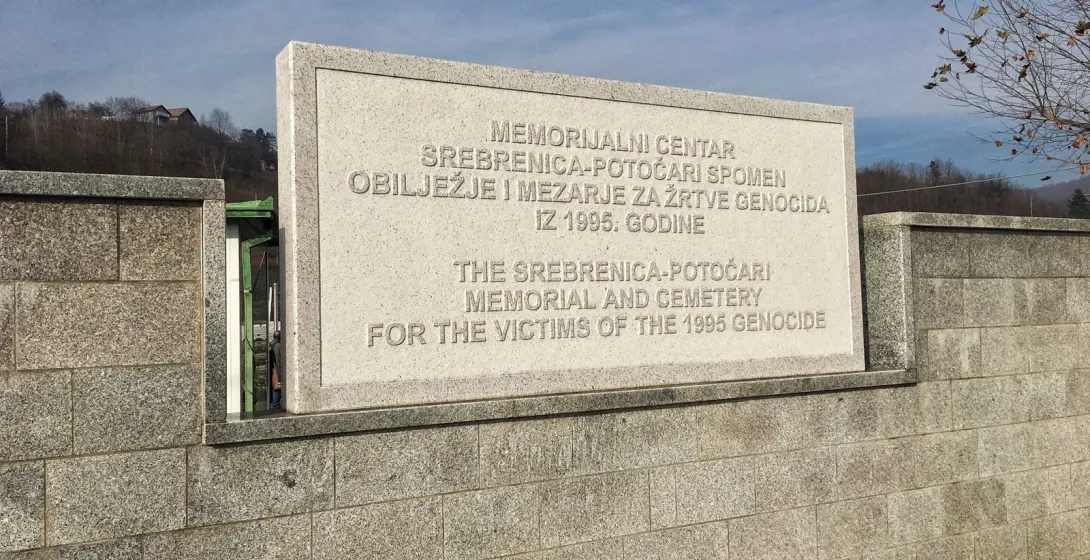 MEMORIJALNI CENTAR
SREBRENICA-POTOČARI SPOMEN
OBILJEŽJE I MEZARJE ZA ŽRTVE GENOCIDA
IZ 1995. GODINE
THE SREBRENICA-POTOČARI
MEMORIAL AND CEMETERY
FOR THE VICTIMS OF THE 1995 GENOCIDE